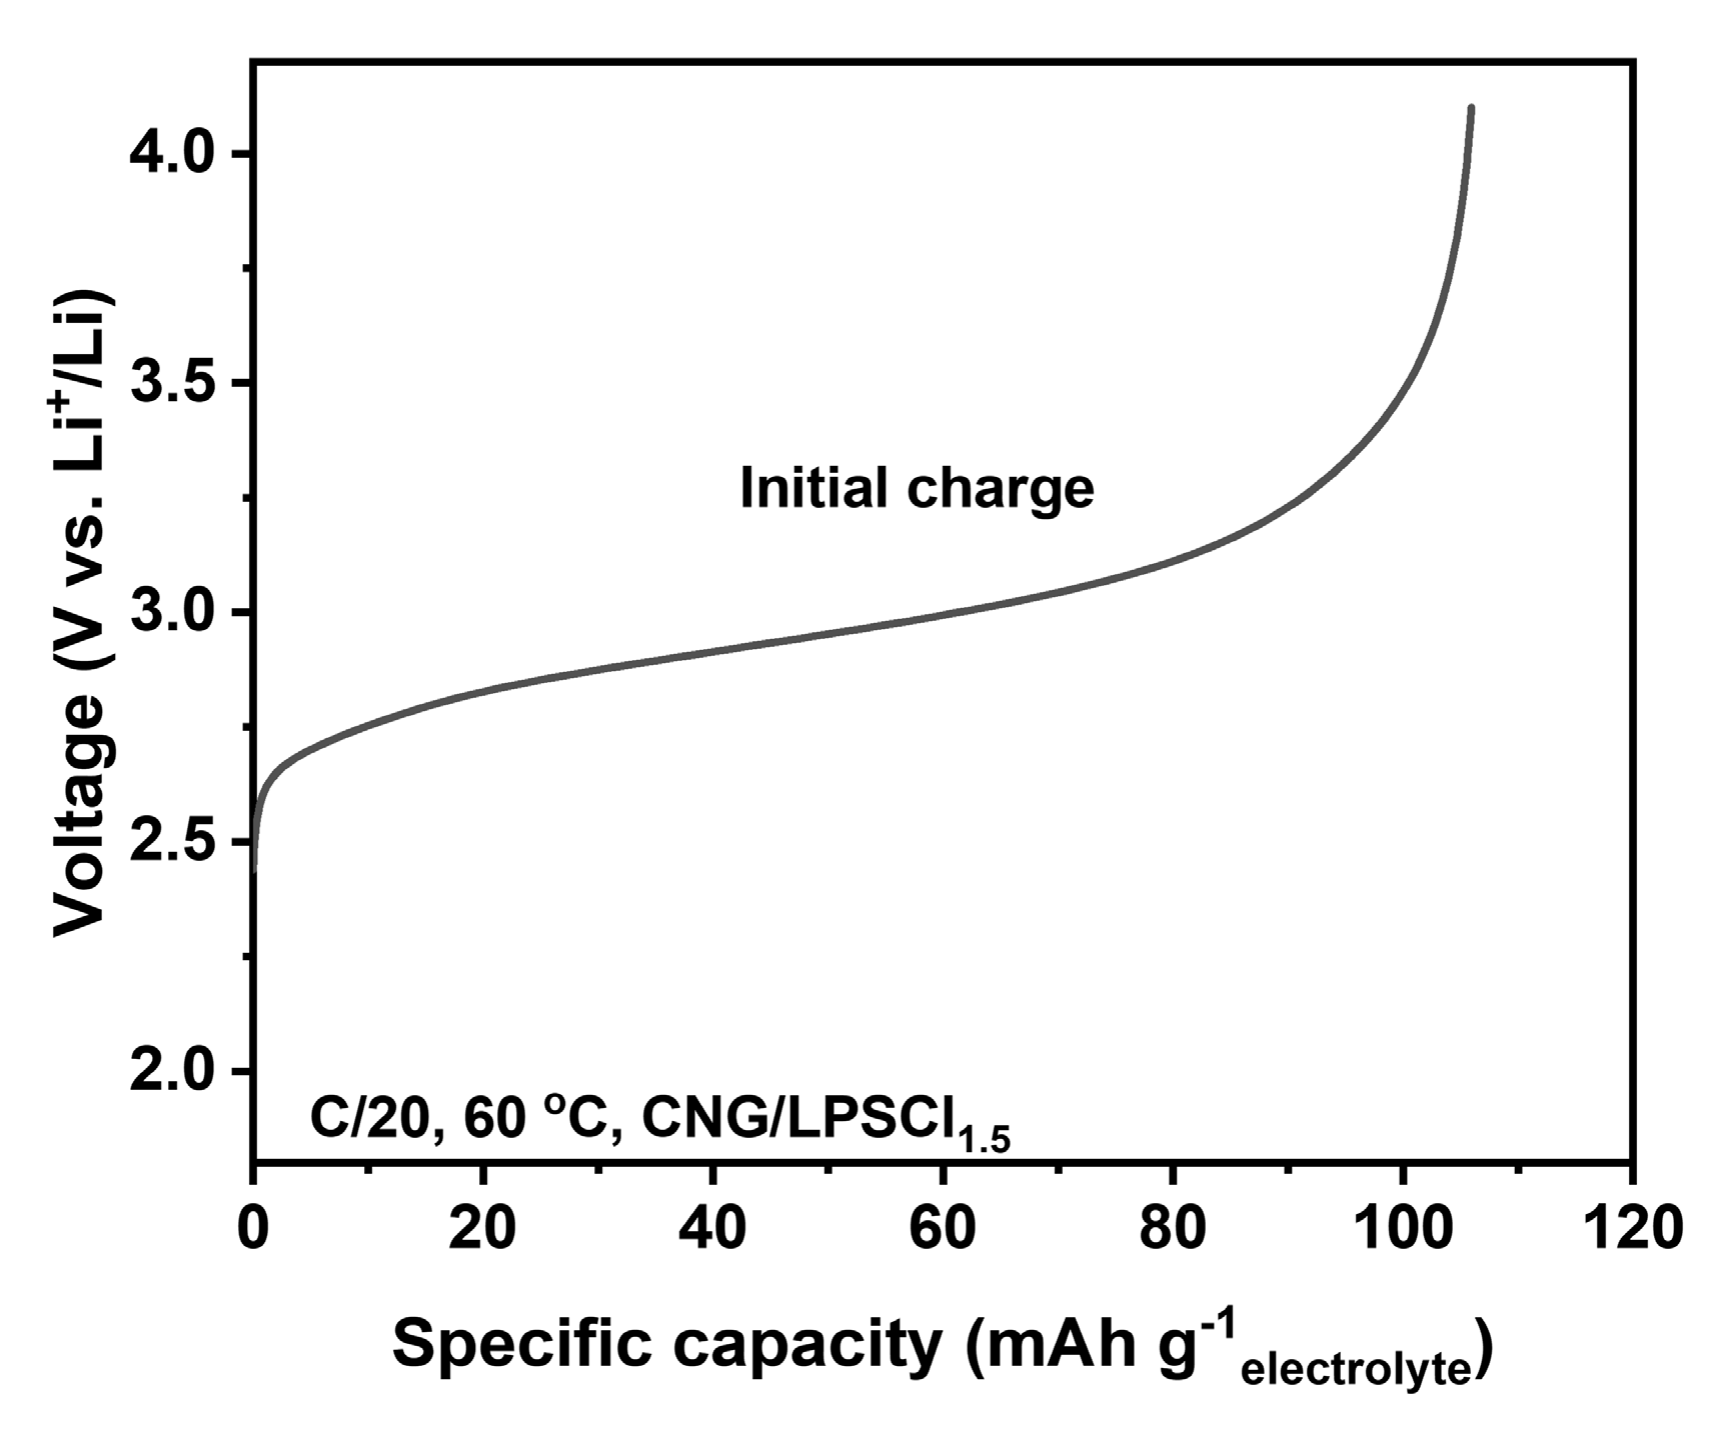 4.0
3.5
3.0
2.5
2.0
Voltage (V vs. Li⁺/Li)
Initial charge
C/20, 60 ᵒC, CNG/LPSCl₁.₅
0 20 40 60 80 100 120
Specific capacity (mAh g⁻¹electrolyte)